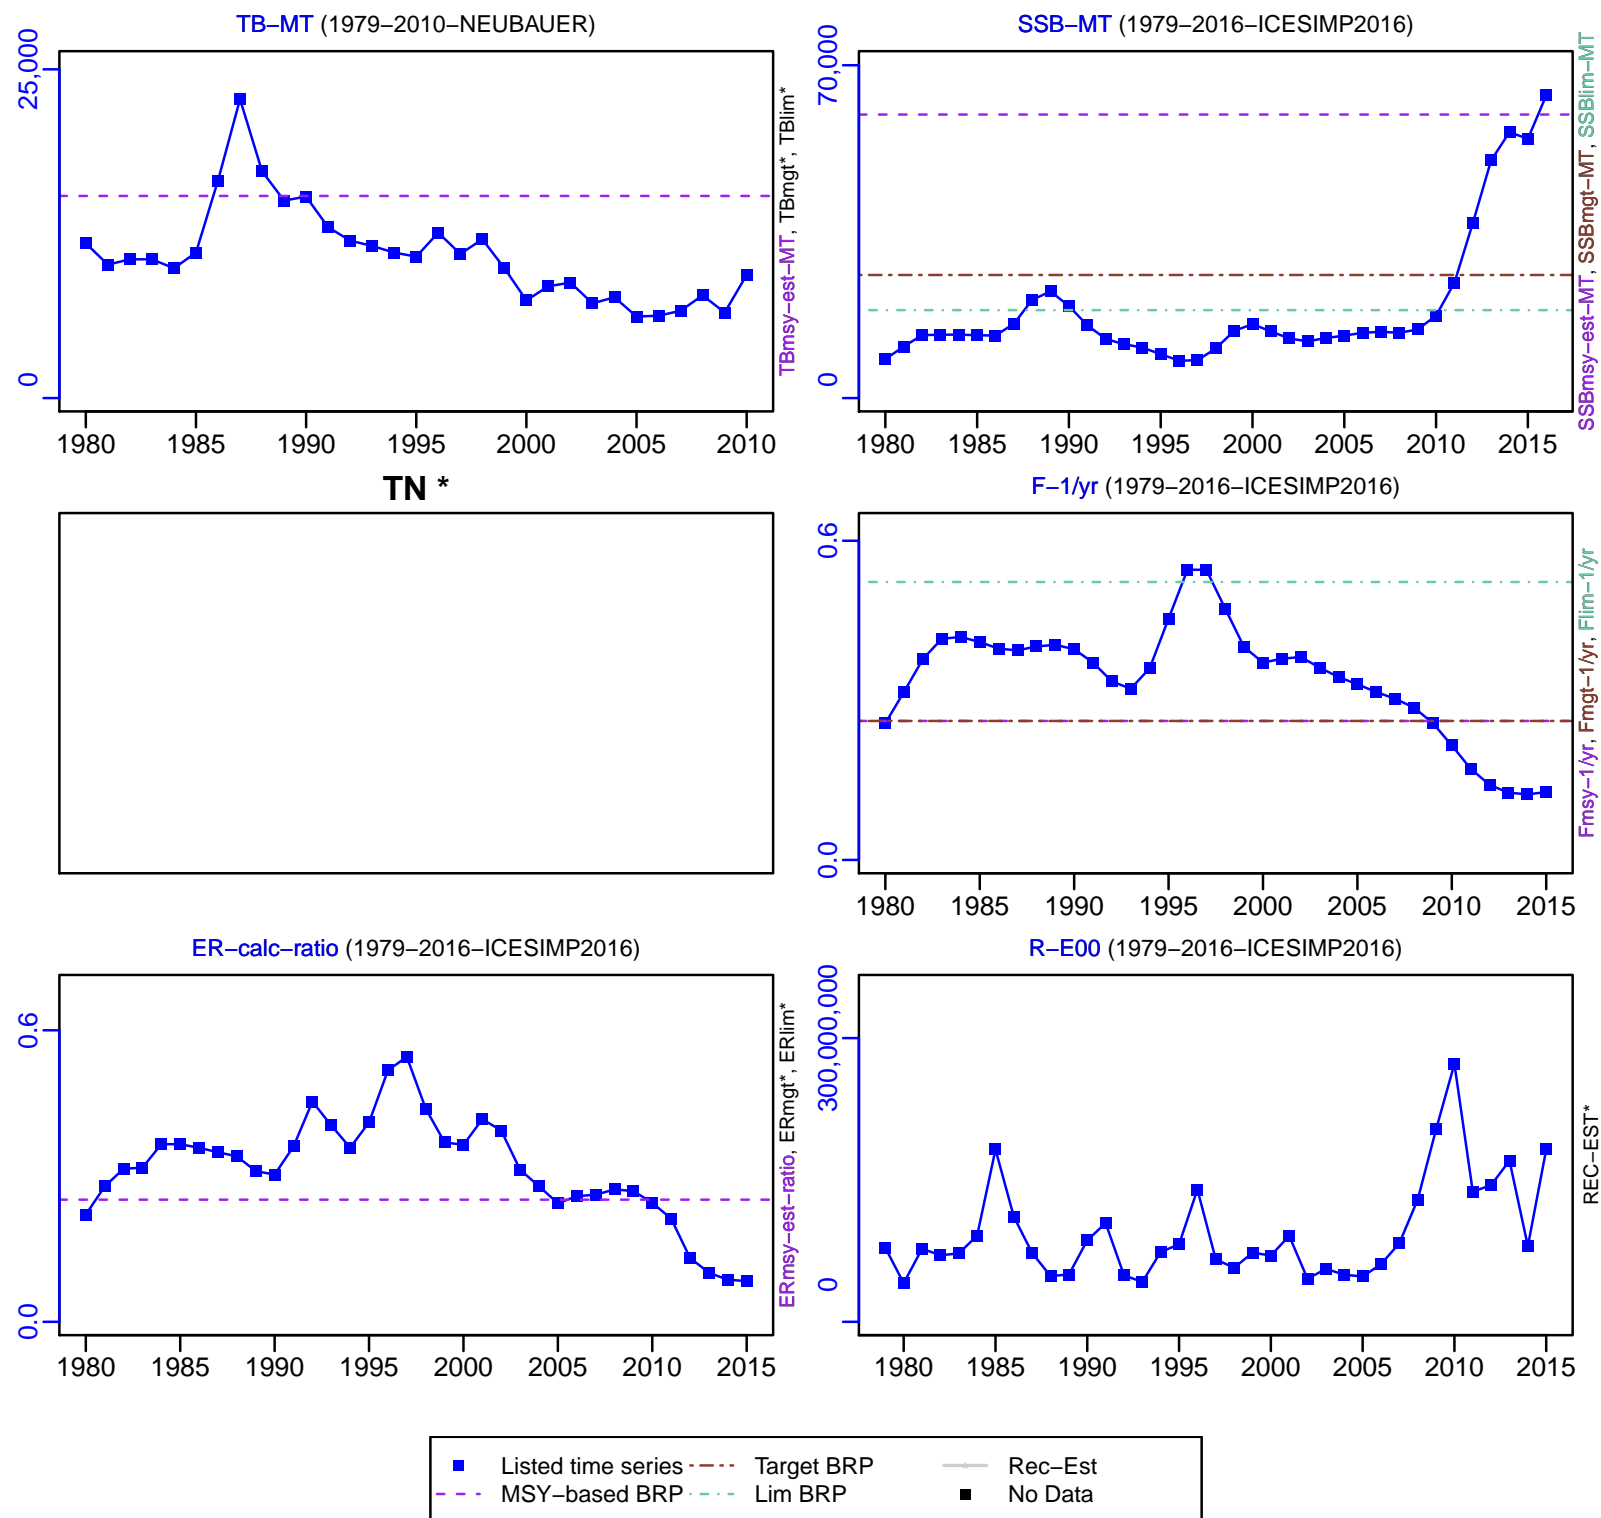 TB−MT (1979−2010−NEUBAUER)
25,000
0
TBmsy−est−MT, TBmgt*, TBlim*
1980 1985 1990 1995 2000 2005 2010
SSB−MT (1979−2016−ICESIMP2016)
70,000
0
SSBmsy−est−MT, SSBmgt−MT, SSBlim−MT
1980 1985 1990 1995 2000 2005 2010 2015
TN *
F−1/yr (1979−2016−ICESIMP2016)
0.6
0.0
Fmsy−1/yr, Fmgt−1/yr, Flim−1/yr
1980 1985 1990 1995 2000 2005 2010 2015
ER−calc−ratio (1979−2016−ICESIMP2016)
0.6
0.0
ERmsy−est−ratio, ERmgt*, ERlim*
1980 1985 1990 1995 2000 2005 2010 2015
R−E00 (1979−2016−ICESIMP2016)
300,000,000
0
REC−EST*
1980 1985 1990 1995 2000 2005 2010 2015
Listed time series Target BRP Rec−Est
MSY−based BRP Lim BRP No Data